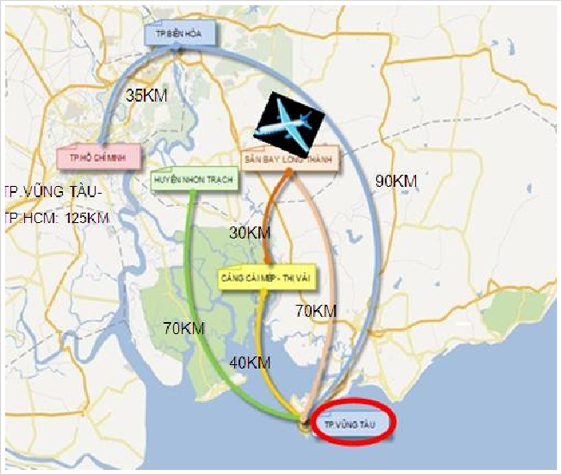 TP.BIÊN HÒA
35KM
TP.HỒ CHÍ MINH
SÂN BAY LONG THÀNH
HUYỆN NHƠN TRẠCH
90KM
TP.VŨNG TÀU-
TP.HCM: 125KM
30KM
CẢNG CÁI MÉP - THỊ VẢI
70KM
70KM
40KM
TP.VŨNG TÀU